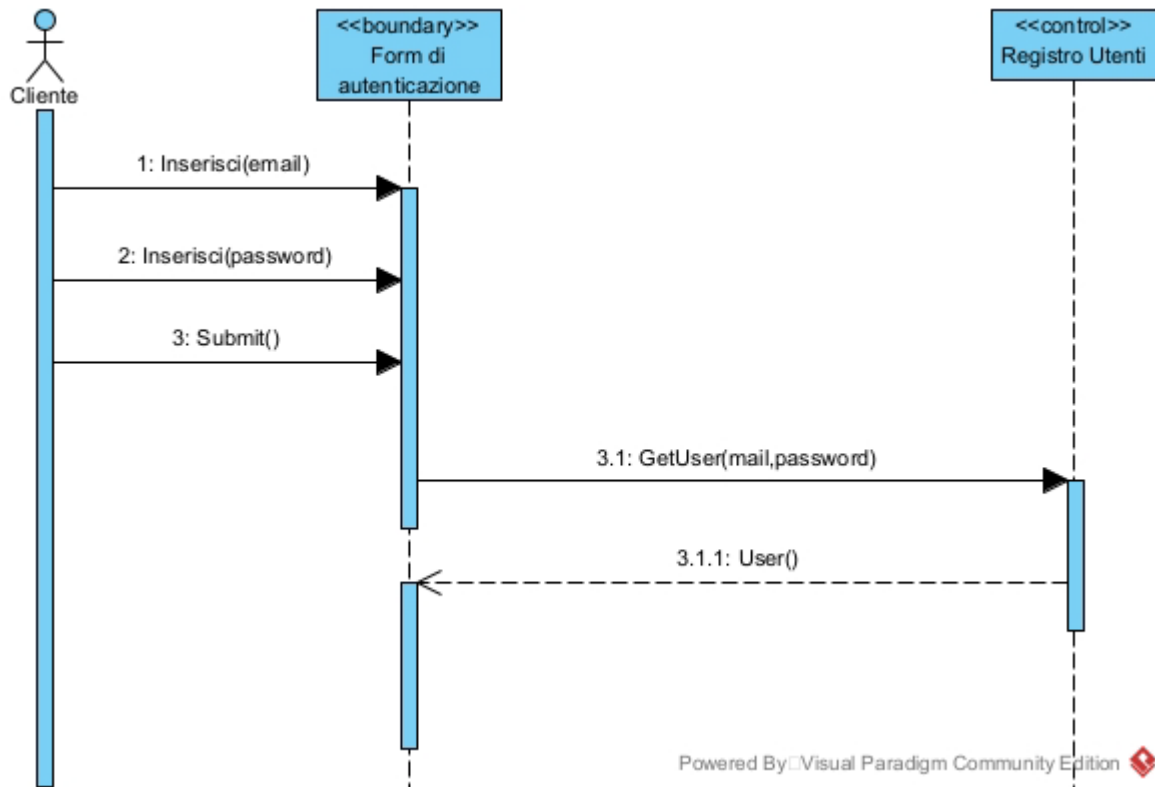 <<boundary>>
Form di
autenticazione
<<control>>
Registro Utenti
Cliente
1: Inserisci(email)
2: Inserisci(password)
3: Submit()
3.1: GetUser(mail,password)
3.1.1: User()
Powered By Visual Paradigm Community Edition